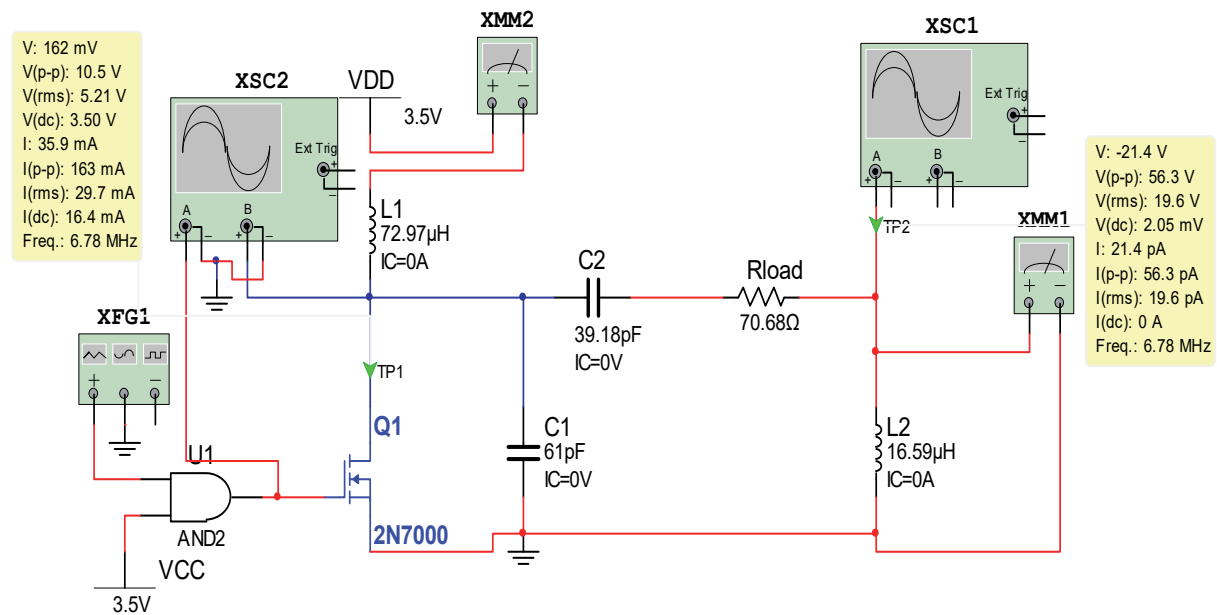 V: 162 mV
V(p-p): 10.5 V
V(rms): 5.21 V
V(dc): 3.50 V
I: 35.9 mA
I(p-p): 163 mA
I(rms): 29.7 mA
I(dc): 16.4 mA
Freq.: 6.78 MHz
XSC2
Ext Trig
+
−
A
B
+
−
+
−
VDD
3.5V
XMM2
+
−
L1
72.97µH
IC=0A
XFG1
+
−
TP1
U1
AND2
VCC
3.5V
Q1
2N7000
C1
61pF
IC=0V
C2
39.18pF
IC=0V
Rload
70.68Ω
XSC1
Ext Trig
+
−
A
B
+
−
+
−
TP2
XMM1
+
−
L2
16.59µH
IC=0A
V: -21.4 V
V(p-p): 56.3 V
V(rms): 19.6 V
V(dc): 2.05 mV
I: 21.4 pA
I(p-p): 56.3 pA
I(rms): 19.6 pA
I(dc): 0 A
Freq.: 6.78 MHz